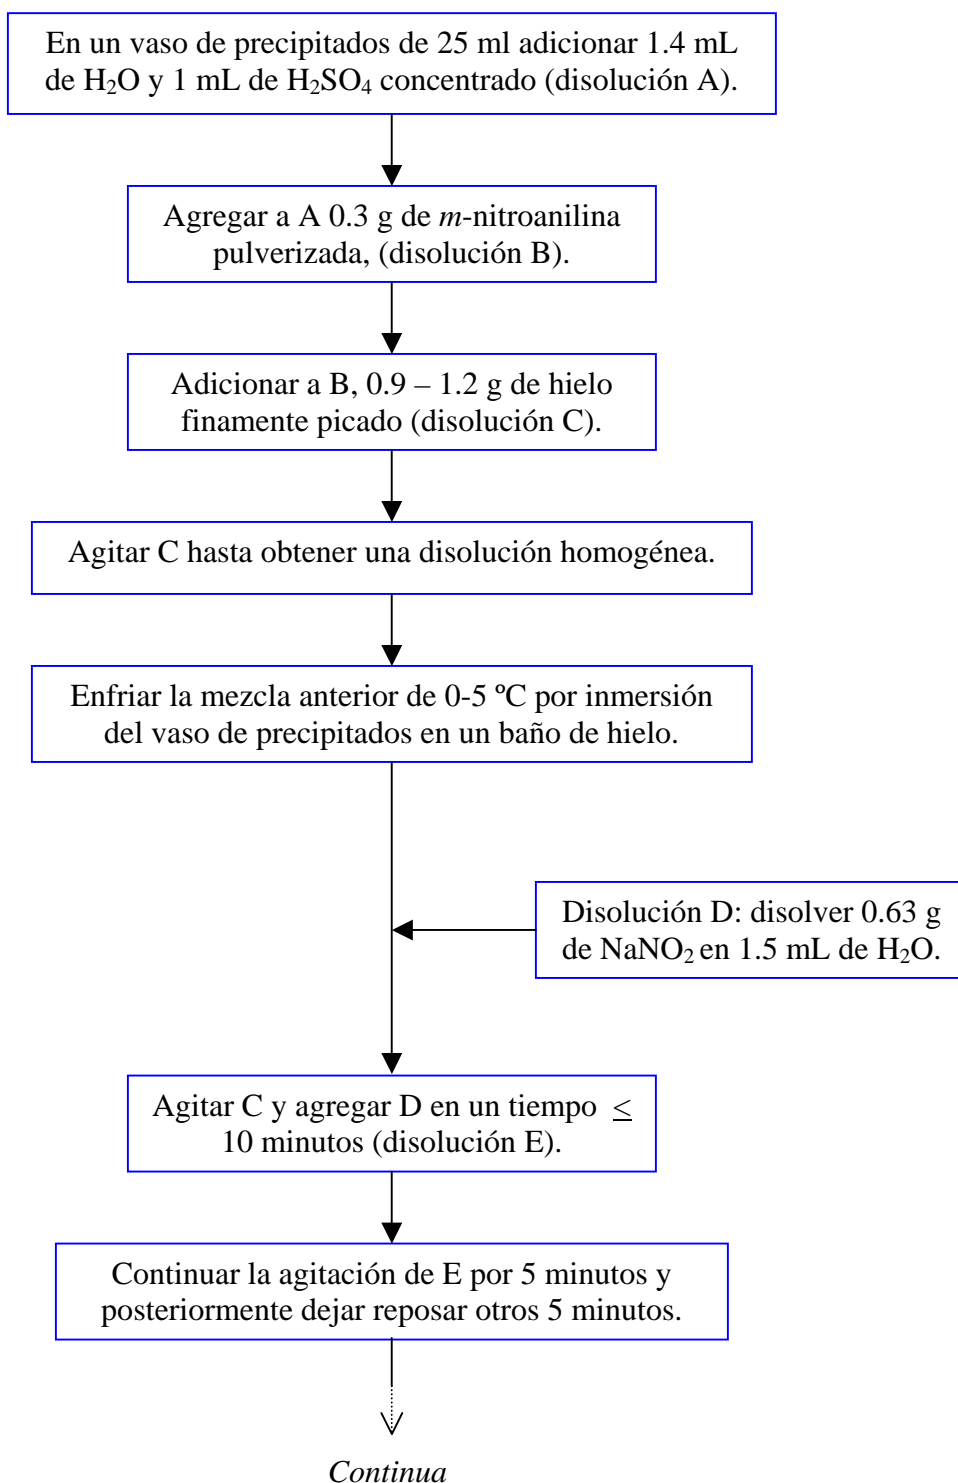 En un vaso de precipitados de 25 ml adicionar 1.4 mL
de H₂O y 1 mL de H₂SO₄ concentrado (disolución A).
Agregar a A 0.3 g de m-nitroanilina
pulverizada, (disolución B).
Adicionar a B, 0.9 – 1.2 g de hielo
finamente picado (disolución C).
Agitar C hasta obtener una disolución homogénea.
Enfriar la mezcla anterior de 0-5 ºC por inmersión
del vaso de precipitados en un baño de hielo.
Disolución D: disolver 0.63 g
de NaNO₂ en 1.5 mL de H₂O.
Agitar C y agregar D en un tiempo ≤
10 minutos (disolución E).
Continuar la agitación de E por 5 minutos y
posteriormente dejar reposar otros 5 minutos.
Continua